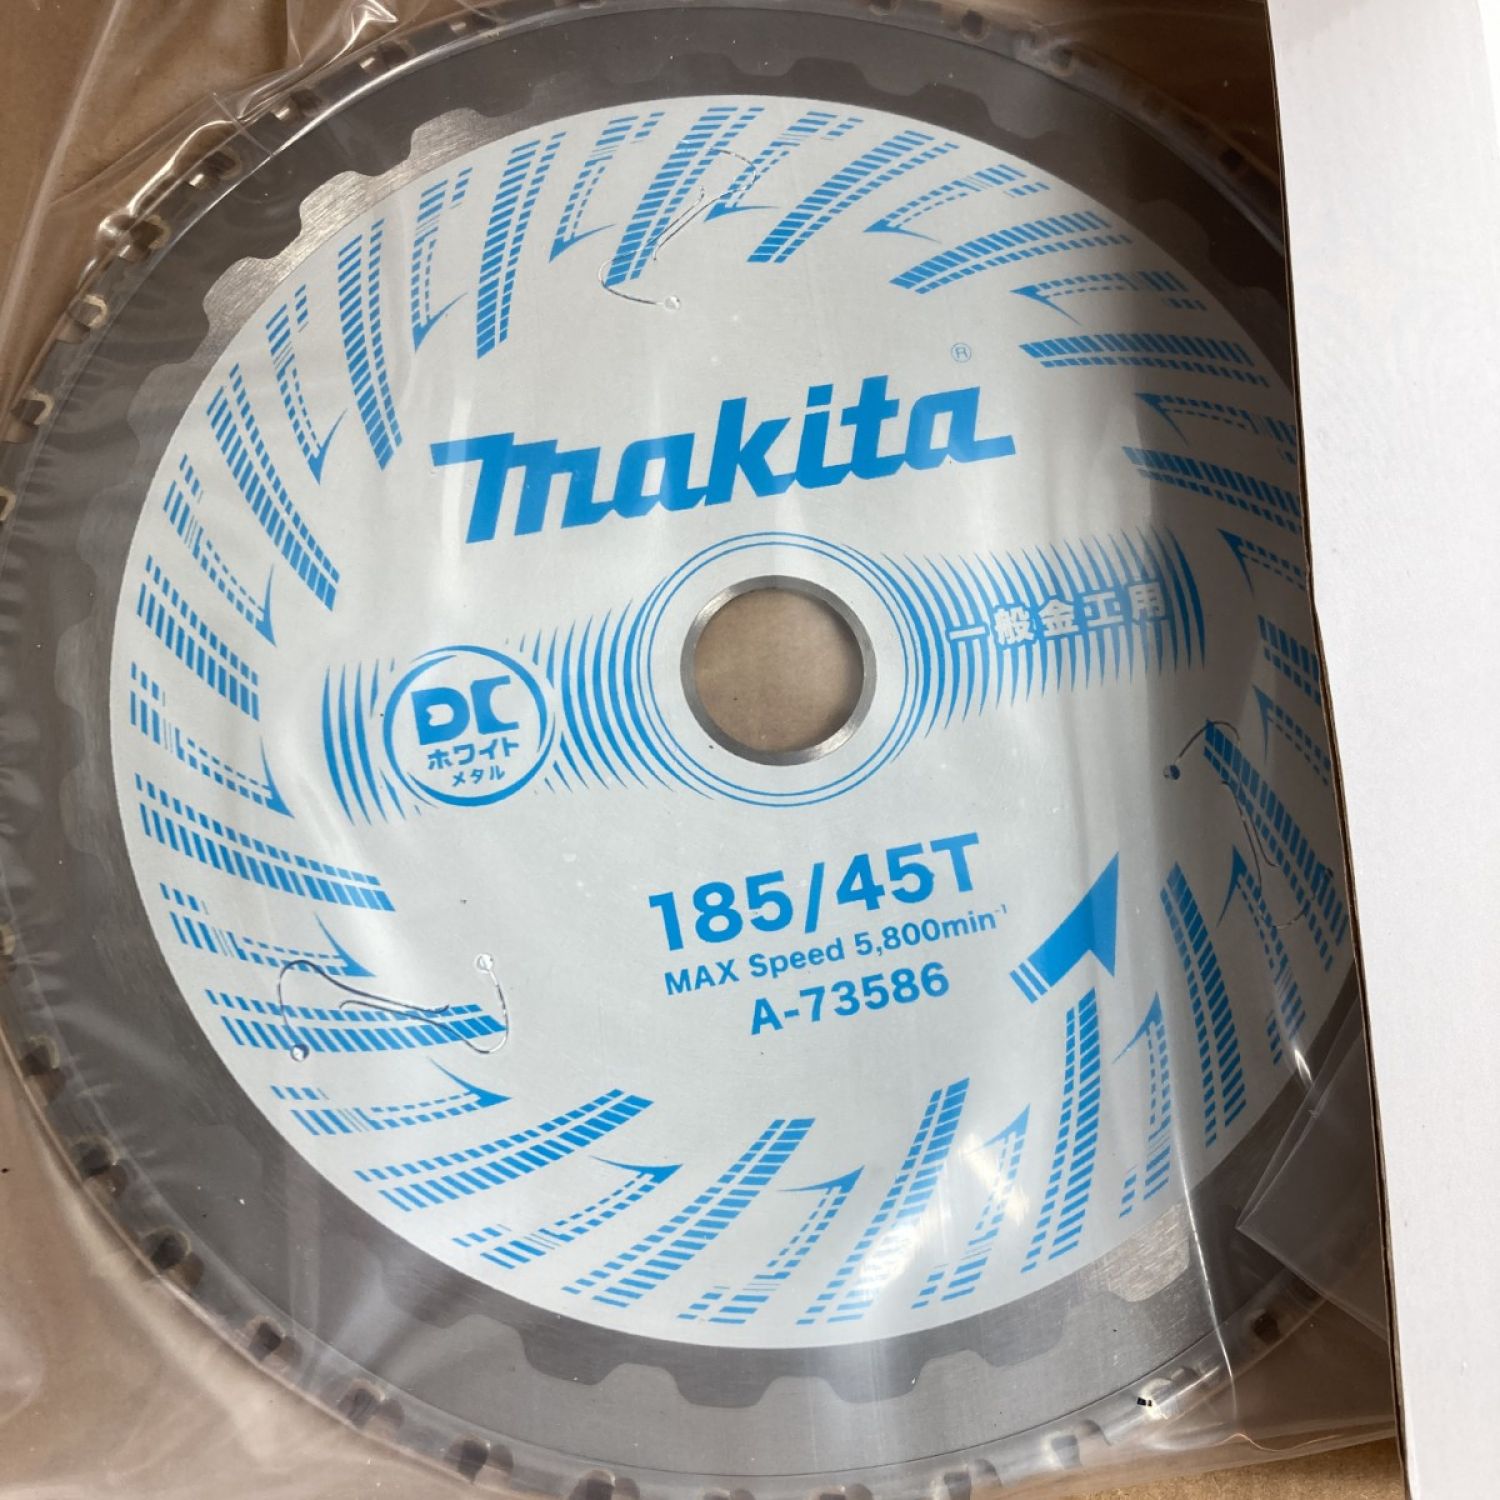 makita®
一般金工用
DC
ホワイト
メタル
185/45T
MAX Speed 5,800min⁻¹
A-73586